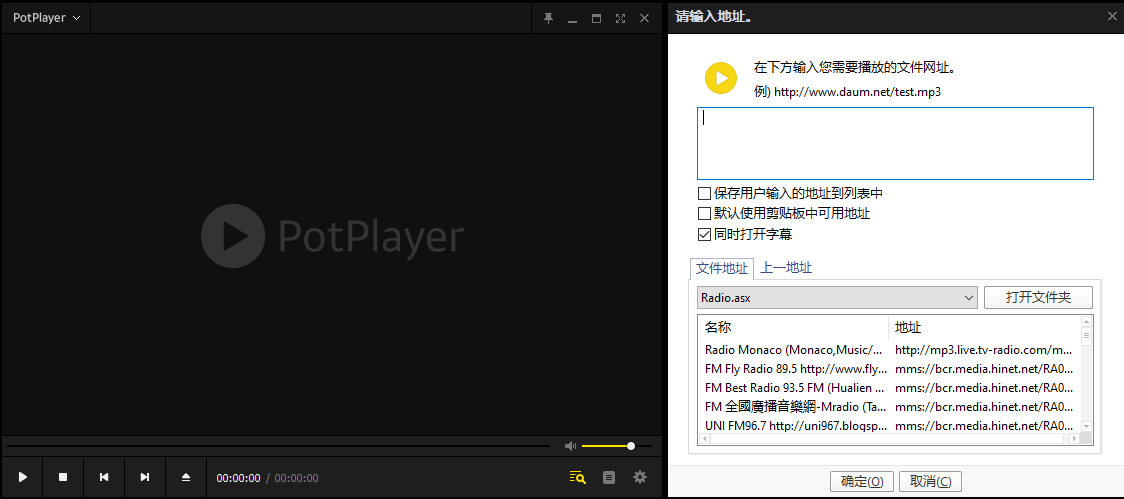 PotPlayer
PotPlayer
00:00:00 / 00:00:00
请输入地址。
在下方输入您需要播放的文件网址。
例) http://www.daum.net/test.mp3
保存用户输入的地址到列表中
默认使用剪贴板中可用地址
同时打开字幕
文件地址 上一地址
Radio.asx 打开文件夹
名称 地址
Radio Monaco (Monaco,Music/... http://mp3.live.tv-radio.com/m...
FM Fly Radio 89.5 http://www.fly... mms://bcr.media.hinet.net/RA0...
FM Best Radio 93.5 FM (Hualien ... mms://bcr.media.hinet.net/RA0...
FM 全國廣播音樂網-Mradio (Ta... mms://bcr.media.hinet.net/RA0...
UNI FM96.7 http://uni967.blogsp... mms://bcr.media.hinet.net/RA0...
确定(O) 取消(C)